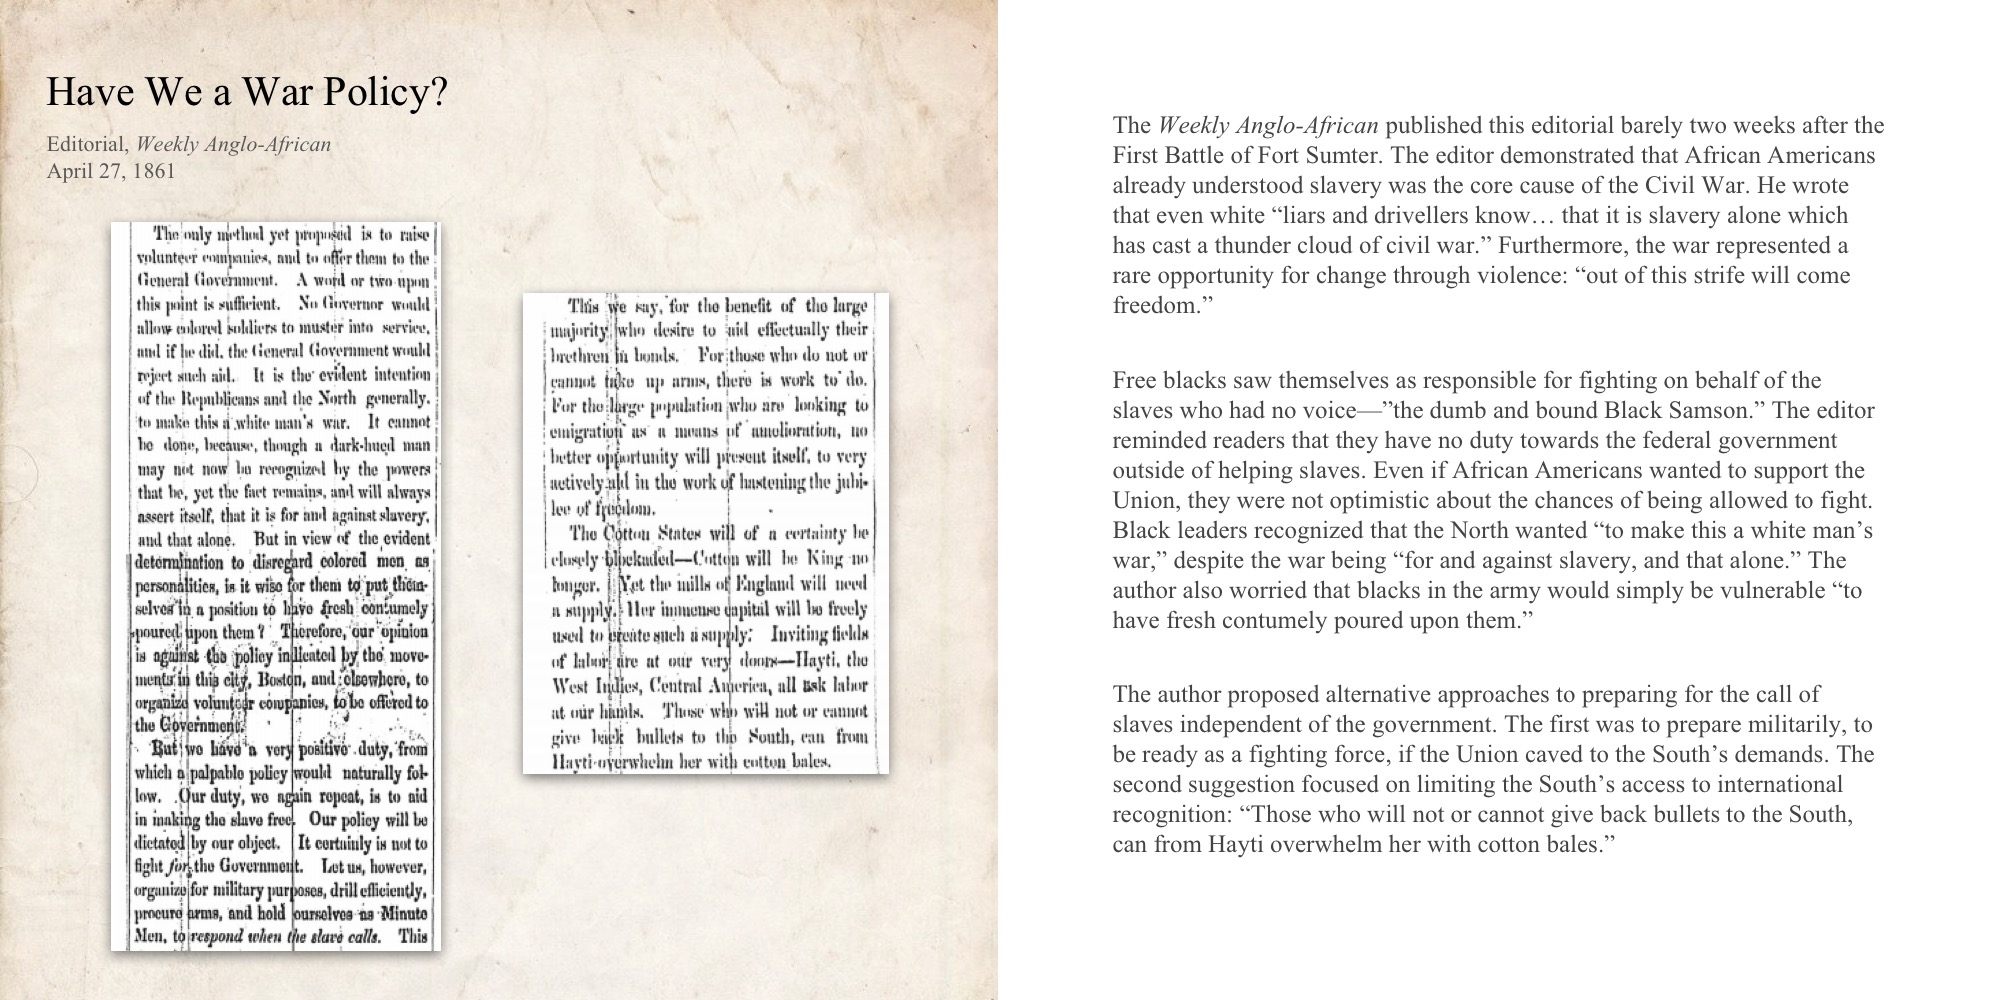 Have We a War Policy?
Editorial, Weekly Anglo-African
April 27, 1861
The only method yet proposed is to raise
volunteer companies, and to offer them to the
General Government. A word or two upon
this point is sufficient. No Governor would
allow colored soldiers to muster into service,
and if he did, the General Government would
reject such aid. It is the evident intention
of the Republicans and the North generally,
to make this a white man's war. It cannot
be done, because, though a dark-hued man
may not now be recognized by the powers
that be, yet the fact remains, and will always
assert itself, that it is for and against slavery,
and that alone. But in view of the evident
determination to disregard colored men as
personalities, is it wise for them to put them-
selves in a position to have fresh contumely
poured upon them? Therefore, our opinion
is against the policy indicated by the move-
ments in this city, Boston, and elsewhere, to
organize volunteer companies, to be offered to
the Government.
But we have a very positive duty, from
which a palpable policy would naturally fol-
low. Our duty, we again repeat, is to aid
in making the slave free. Our policy will be
dictated by our object. It certainly is not to
fight for the Government. Let us, however,
organize for military purposes, drill efficiently,
procure arms, and hold ourselves as Minute
Men, to respond when the slave calls. This
This we say, for the benefit of the large
majority who desire to aid effectually their
brethren in bonds. For those who do not or
cannot take up arms, there is work to do.
For the large population who are looking to
emigration as a means of amelioration, no
better opportunity will present itself, to very
actively aid in the work of hastening the jubi-
lee of freedom.
The Cotton States will of a certainty be
closely blockaded—Cotton will be King no
longer. Yet the mills of England will need
a supply. Her immense capital will be freely
used to create such a supply. Inviting fields
of labor are at our very doors—Hayti, the
West Indies, Central America, all ask labor
at our hands. Those who will not or cannot
give back bullets to the South, can from
Hayti overwhelm her with cotton bales.
The Weekly Anglo-African published this editorial barely two weeks after the
First Battle of Fort Sumter. The editor demonstrated that African Americans
already understood slavery was the core cause of the Civil War. He wrote
that even white “liars and drivellers know… that it is slavery alone which
has cast a thunder cloud of civil war.” Furthermore, the war represented a
rare opportunity for change through violence: “out of this strife will come
freedom.”
Free blacks saw themselves as responsible for fighting on behalf of the
slaves who had no voice—”the dumb and bound Black Samson.” The editor
reminded readers that they have no duty towards the federal government
outside of helping slaves. Even if African Americans wanted to support the
Union, they were not optimistic about the chances of being allowed to fight.
Black leaders recognized that the North wanted “to make this a white man’s
war,” despite the war being “for and against slavery, and that alone.” The
author also worried that blacks in the army would simply be vulnerable “to
have fresh contumely poured upon them.”
The author proposed alternative approaches to preparing for the call of
slaves independent of the government. The first was to prepare militarily, to
be ready as a fighting force, if the Union caved to the South’s demands. The
second suggestion focused on limiting the South’s access to international
recognition: “Those who will not or cannot give back bullets to the South,
can from Hayti overwhelm her with cotton bales.”